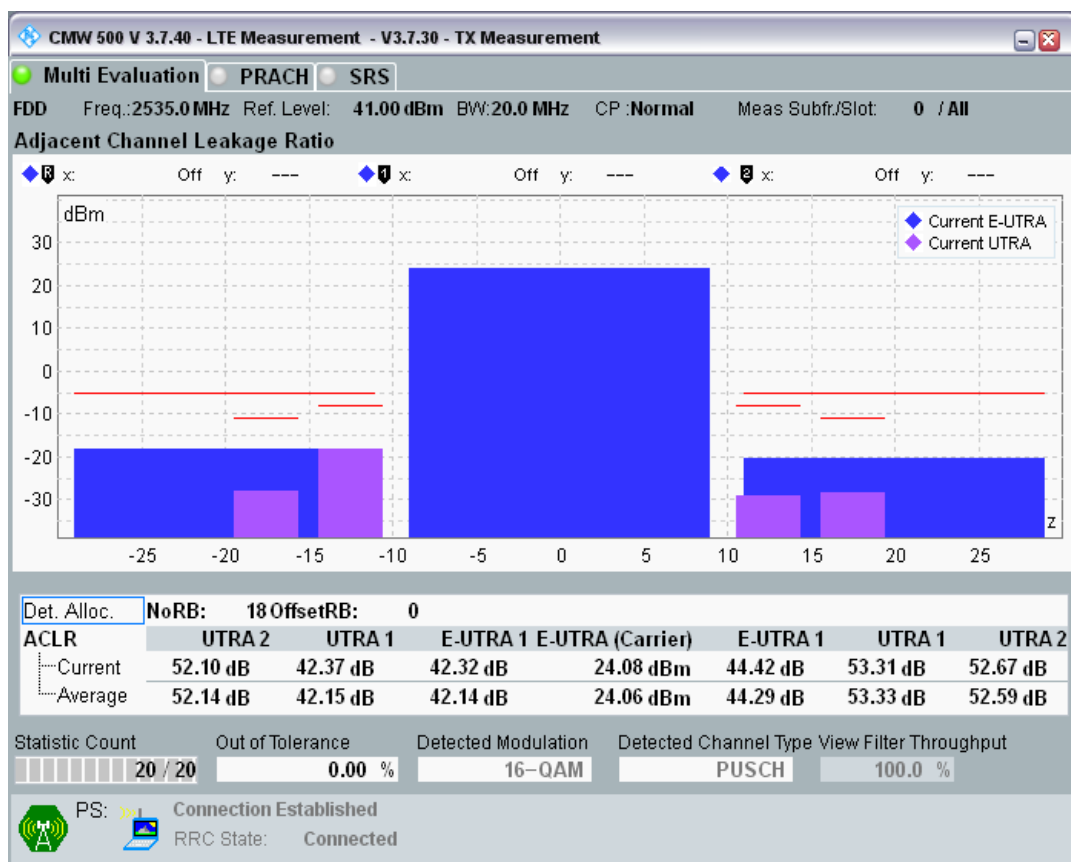 CMW 500 V 3.7.40 - LTE Measurement - V3.7.30 - TX Measurement
Multi Evaluation PRACH SRS
FDD Freq.:2535.0 MHz Ref. Level: 41.00 dBm BW:20.0 MHz CP :Normal Meas Subfr./Slot: 0 / All
Adjacent Channel Leakage Ratio
R x: Off y: --- 1 x: Off y: --- 2 x: Off y: ---
dBm
Current E-UTRA
Current UTRA
30
20
10
0
-10
-20
-30
z
-25 -20 -15 -10 -5 0 5 10 15 20 25
Det. Alloc. NoRB: 18 OffsetRB: 0
ACLR UTRA 2 UTRA 1 E-UTRA 1 E-UTRA (Carrier) E-UTRA 1 UTRA 1 UTRA 2
Current 52.10 dB 42.37 dB 42.32 dB 24.08 dBm 44.42 dB 53.31 dB 52.67 dB
Average 52.14 dB 42.15 dB 42.14 dB 24.06 dBm 44.29 dB 53.33 dB 52.59 dB
Statistic Count Out of Tolerance Detected Modulation Detected Channel Type View Filter Throughput
20 / 20 0.00 % 16-QAM PUSCH 100.0 %
PS: Connection Established
RRC State: Connected